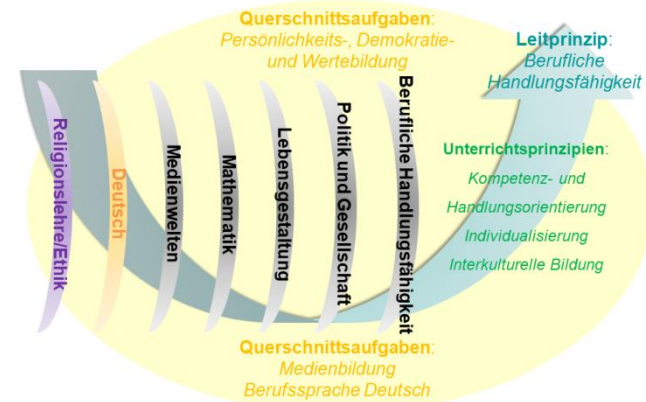 Querschnittsaufgaben:
Persönlichkeits-, Demokratie-
und Wertebildung
Leitprinzip:
Berufliche
Handlungsfähigkeit
Religionslehre/Ethik
Deutsch
Medienwelten
Mathematik
Lebensgestaltung
Politik und Gesellschaft
Berufliche Handlungsfähigkeit
Unterrichtsprinzipien:
Kompetenz- und
Handlungsorientierung
Individualisierung
Interkulturelle Bildung
Querschnittsaufgaben:
Medienbildung
Berufssprache Deutsch